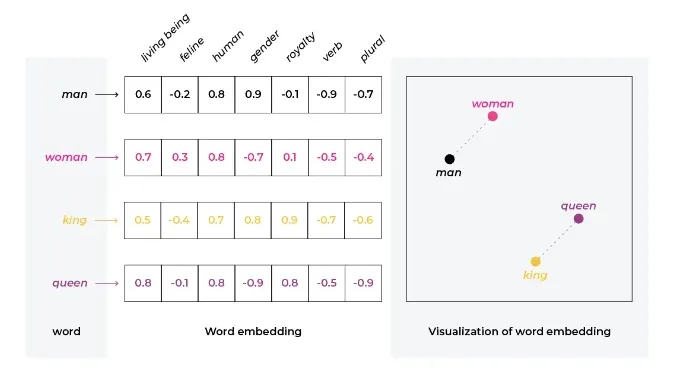 living being feline human gender royalty verb plural
man 0.6 -0.2 0.8 0.9 -0.1 -0.9 -0.7
woman 0.7 0.3 0.8 -0.7 0.1 -0.5 -0.4
king 0.5 -0.4 0.7 0.8 0.9 -0.7 -0.6
queen 0.8 -0.1 0.8 -0.9 0.8 -0.5 -0.9
word Word embedding
woman
man
queen
king
Visualization of word embedding